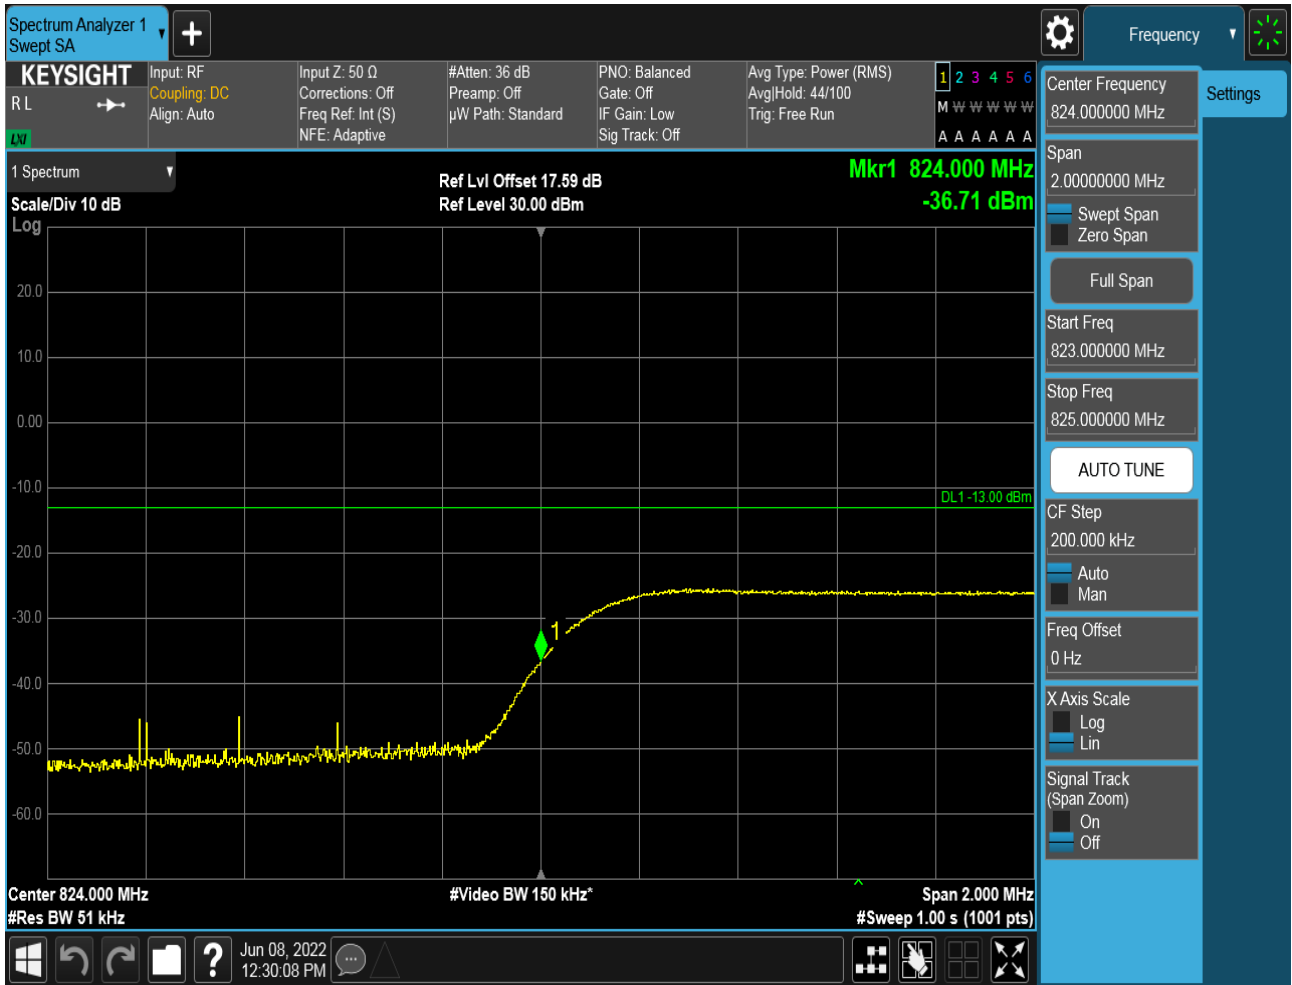 Spectrum Analyzer 1
Swept SA
Frequency
KEYSIGHT
R L
LXI
Input: RF
Coupling: DC
Align: Auto
Input Z: 50 Ω
Corrections: Off
Freq Ref: Int (S)
NFE: Adaptive
#Atten: 36 dB
Preamp: Off
µW Path: Standard
PNO: Balanced
Gate: Off
IF Gain: Low
Sig Track: Off
Avg Type: Power (RMS)
Avg|Hold: 44/100
Trig: Free Run
1 2 3 4 5 6
M W W W W W
A A A A A A
1 Spectrum
Scale/Div 10 dB
Log
Ref Lvl Offset 17.59 dB
Ref Level 30.00 dBm
Mkr1 824.000 MHz
-36.71 dBm
20.0
10.0
0.00
-10.0
DL1 -13.00 dBm
-20.0
-30.0
1
-40.0
-50.0
-60.0
Center 824.000 MHz
#Video BW 150 kHz*
Span 2.000 MHz
#Res BW 51 kHz
#Sweep 1.00 s (1001 pts)
?
Jun 08, 2022
12:30:08 PM
Center Frequency
824.000000 MHz
Settings
Span
2.00000000 MHz
Swept Span
Zero Span
Full Span
Start Freq
823.000000 MHz
Stop Freq
825.000000 MHz
AUTO TUNE
CF Step
200.000 kHz
Auto
Man
Freq Offset
0 Hz
X Axis Scale
Log
Lin
Signal Track
(Span Zoom)
On
Off